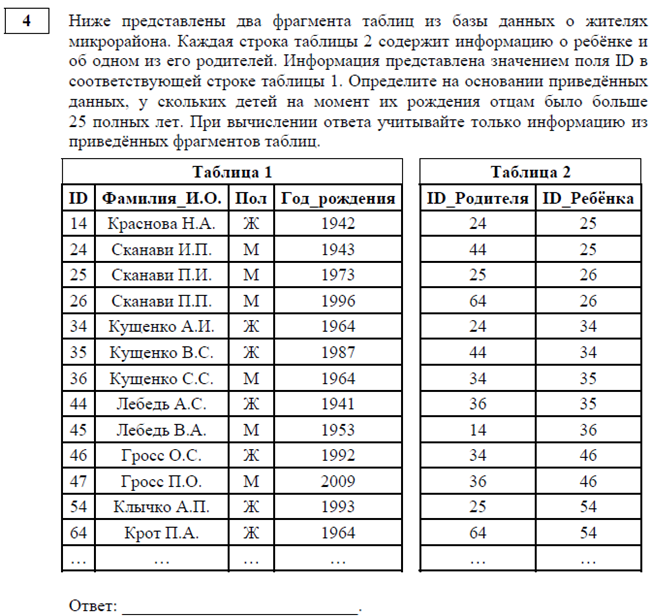 4
Ниже представлены два фрагмента таблиц из базы данных о жителях
микрорайона. Каждая строка таблицы 2 содержит информацию о ребёнке и
об одном из его родителей. Информация представлена значением поля ID в
соответствующей строке таблицы 1. Определите на основании приведённых
данных, у скольких детей на момент их рождения отцам было больше
25 полных лет. При вычислении ответа учитывайте только информацию из
приведённых фрагментов таблиц.
Таблица 1
ID Фамилия_И.О. Пол Год_рождения
14 Краснова Н.А. Ж 1942
24 Сканави И.П. М 1943
25 Сканави П.И. М 1973
26 Сканави П.П. М 1996
34 Кущенко А.И. Ж 1964
35 Кущенко В.С. Ж 1987
36 Кущенко С.С. М 1964
44 Лебедь А.С. Ж 1941
45 Лебедь В.А. М 1953
46 Гросс О.С. Ж 1992
47 Гросс П.О. М 2009
54 Клычко А.П. Ж 1993
64 Крот П.А. Ж 1964
… … … …
Таблица 2
ID_Родителя ID_Ребёнка
24 25
44 25
25 26
64 26
24 34
44 34
34 35
36 35
14 36
34 46
36 46
25 54
64 54
… …
Ответ: ___________________________.